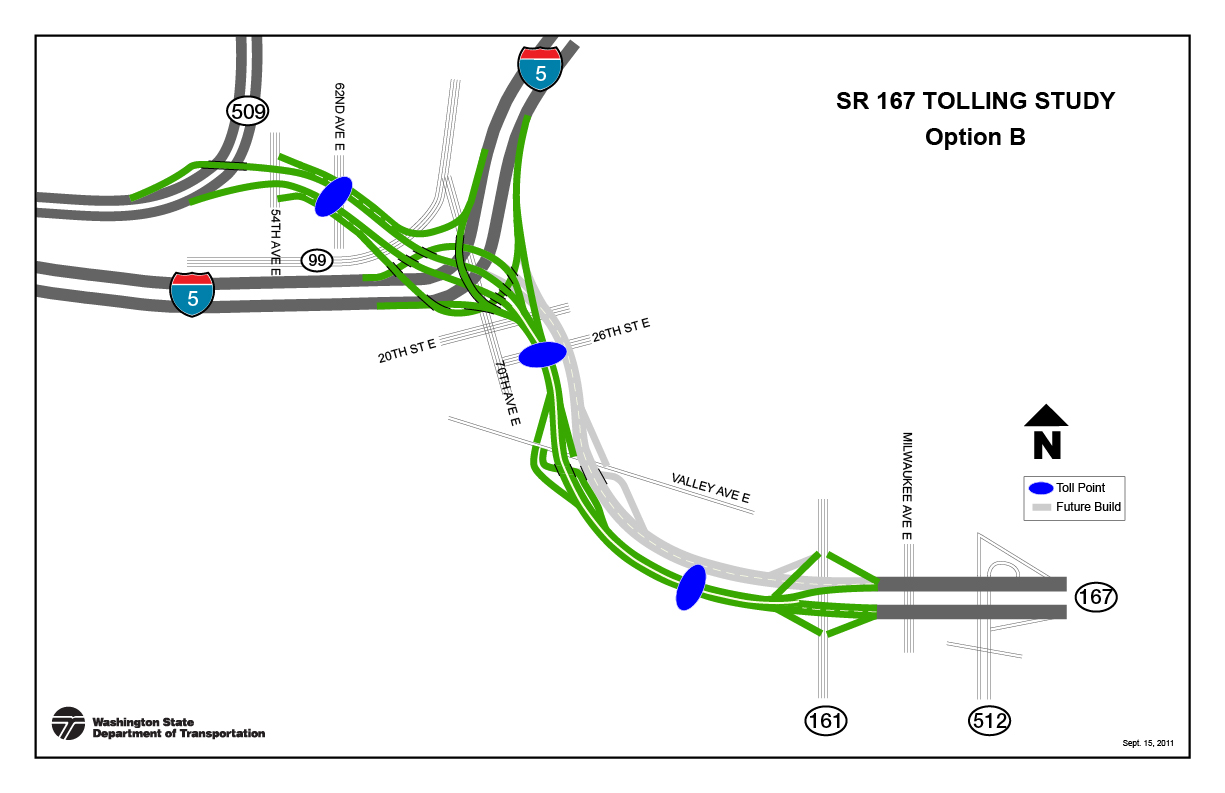 SR 167 TOLLING STUDY
Option B
5
509
62ND AVE E
54TH AVE E
99
5
20TH ST E
26TH ST E
70TH AVE E
VALLEY AVE E
MILWAUKEE AVE E
N
Toll Point
Future Build
167
161
512
Washington State
Department of Transportation
Sept. 15, 2011